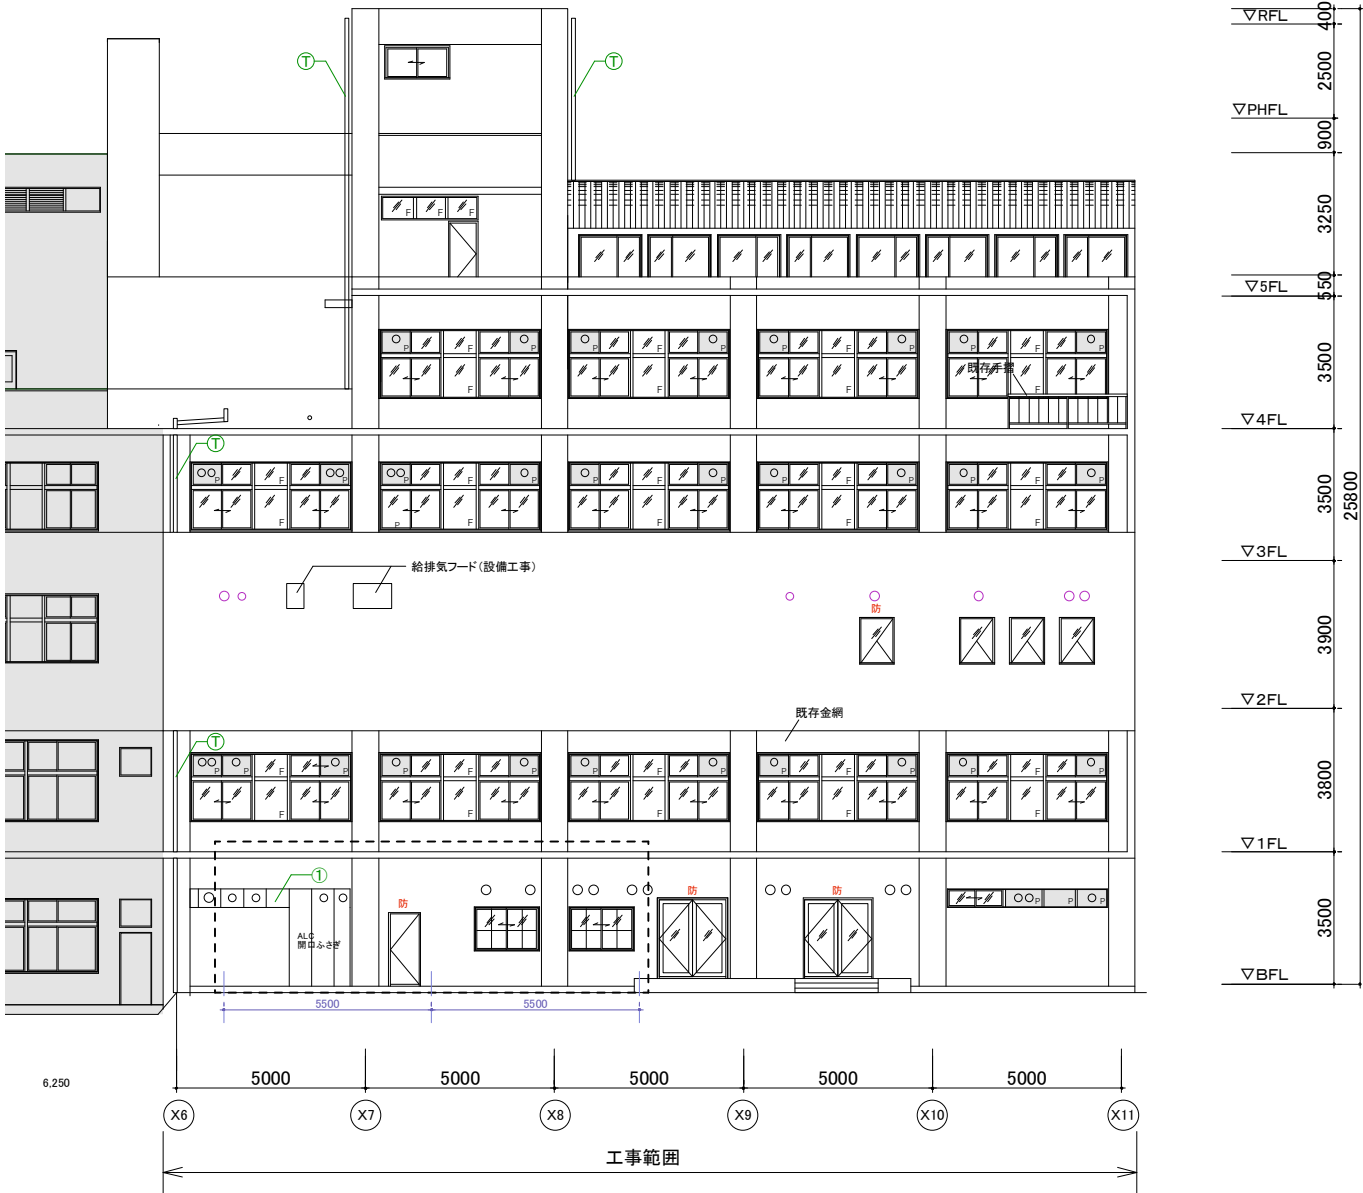 ▽RFL
400
2500
▽PHFL
900
3250
▽5FL
550
3500
▽4FL
3500
25800
▽3FL
3900
▽2FL
3800
▽1FL
3500
▽BFL
T
T
F F F
P F F P P F F P P F F P P F F
既存手摺
T
P F F P P F F P P P F F P P F F P P F F P
給排気フード(設備工事)
防
既存金網
T
P P F F P P F F P P F F P P F F P P F F P
1
防
防
防
ALC
開口ふさぎ
P P P
5500 5500
6,250
5000 5000 5000 5000 5000
X6 X7 X8 X9 X10 X11
工事範囲